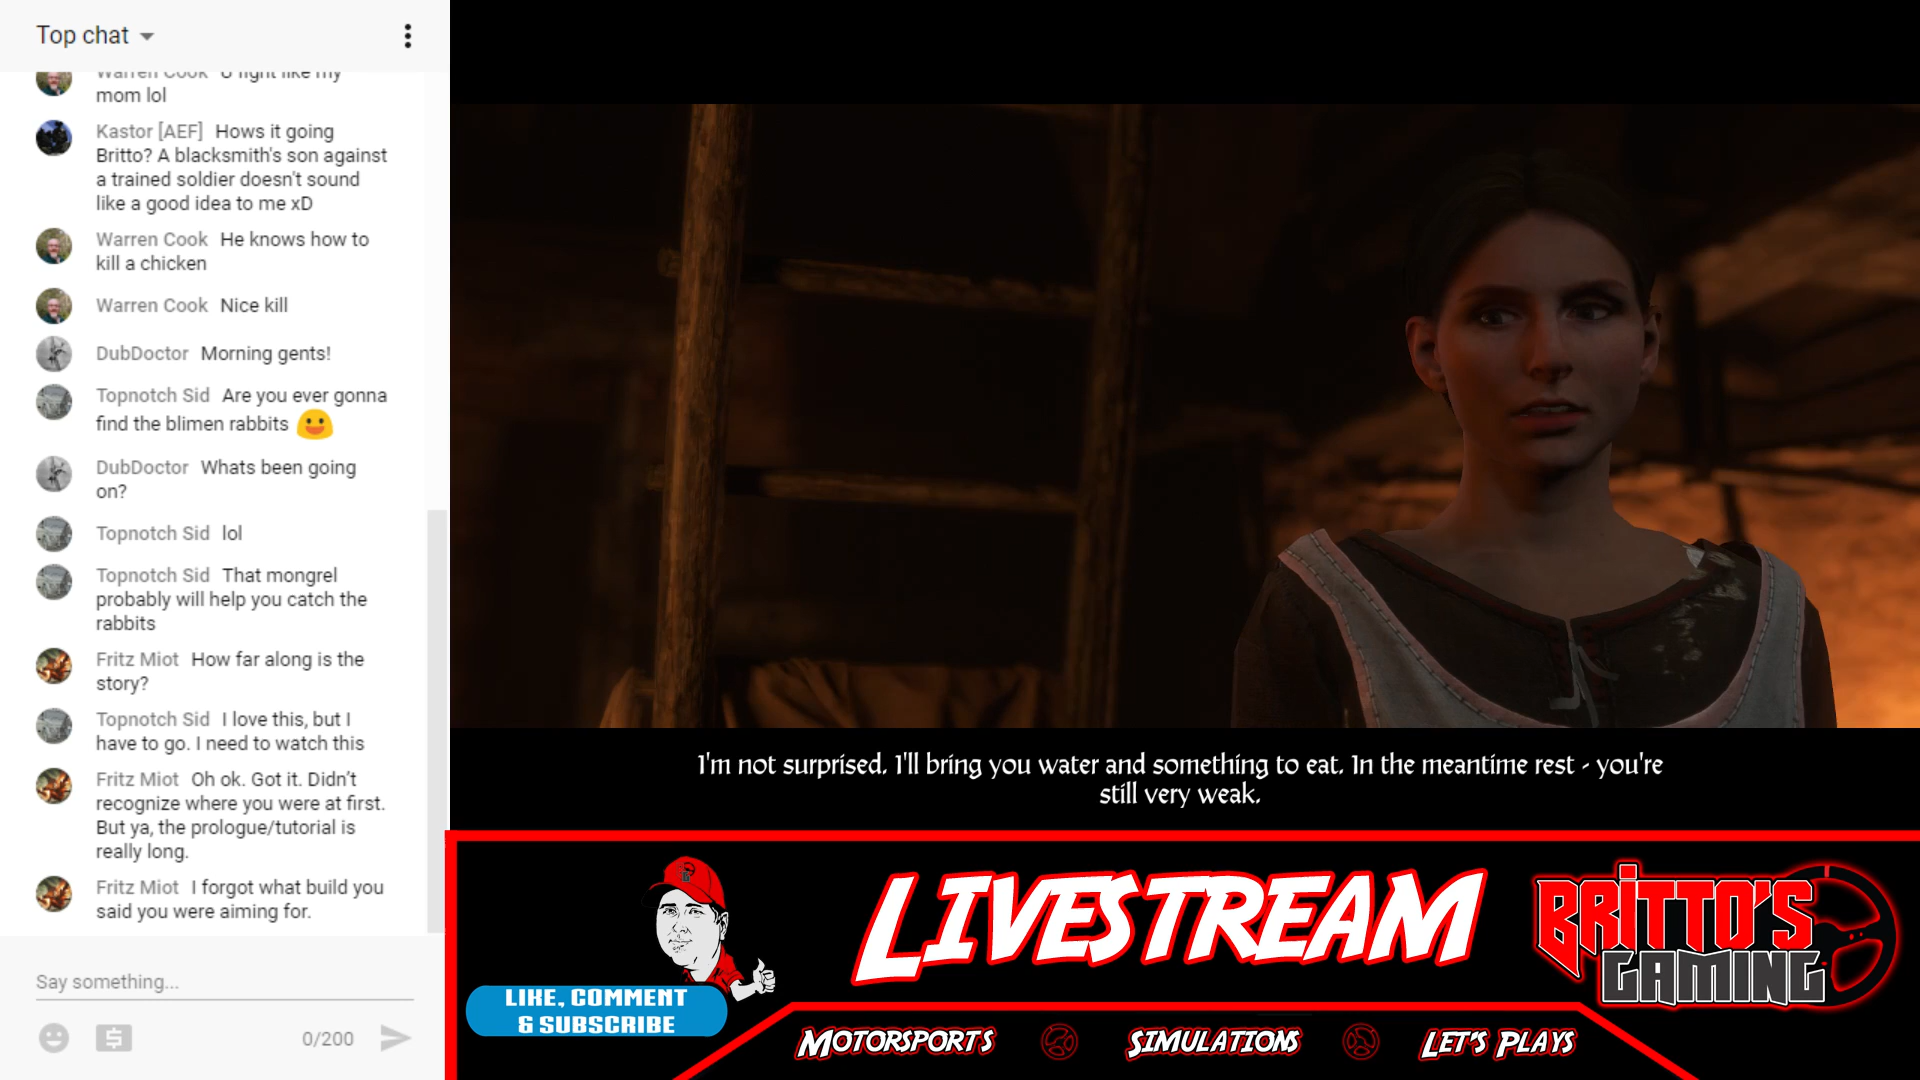 Top chat
Warren Cook U fight like my
mom lol
Kastor [AEF] Hows it going
Britto? A blacksmith's son against
a trained soldier doesn't sound
like a good idea to me xD
Warren Cook He knows how to
kill a chicken
Warren Cook Nice kill
DubDoctor Morning gents!
Topnotch Sid Are you ever gonna
find the blimen rabbits
DubDoctor Whats been going
on?
Topnotch Sid lol
Topnotch Sid That mongrel
probably will help you catch the
rabbits
Fritz Miot How far along is the
story?
Topnotch Sid I love this, but I
have to go. I need to watch this
Fritz Miot Oh ok. Got it. Didn't
recognize where you were at first.
But ya, the prologue/tutorial is
really long.
Fritz Miot I forgot what build you
said you were aiming for.
Say something...
0/200
I'm not surprised. I'll bring you water and something to eat. In the meantime rest - you're
still very weak.
LIKE, COMMENT
& SUBSCRIBE
LIVESTREAM
BRITTO'S
GAMING
MOTORSPORTS
SIMULATIONS
LET'S PLAYS